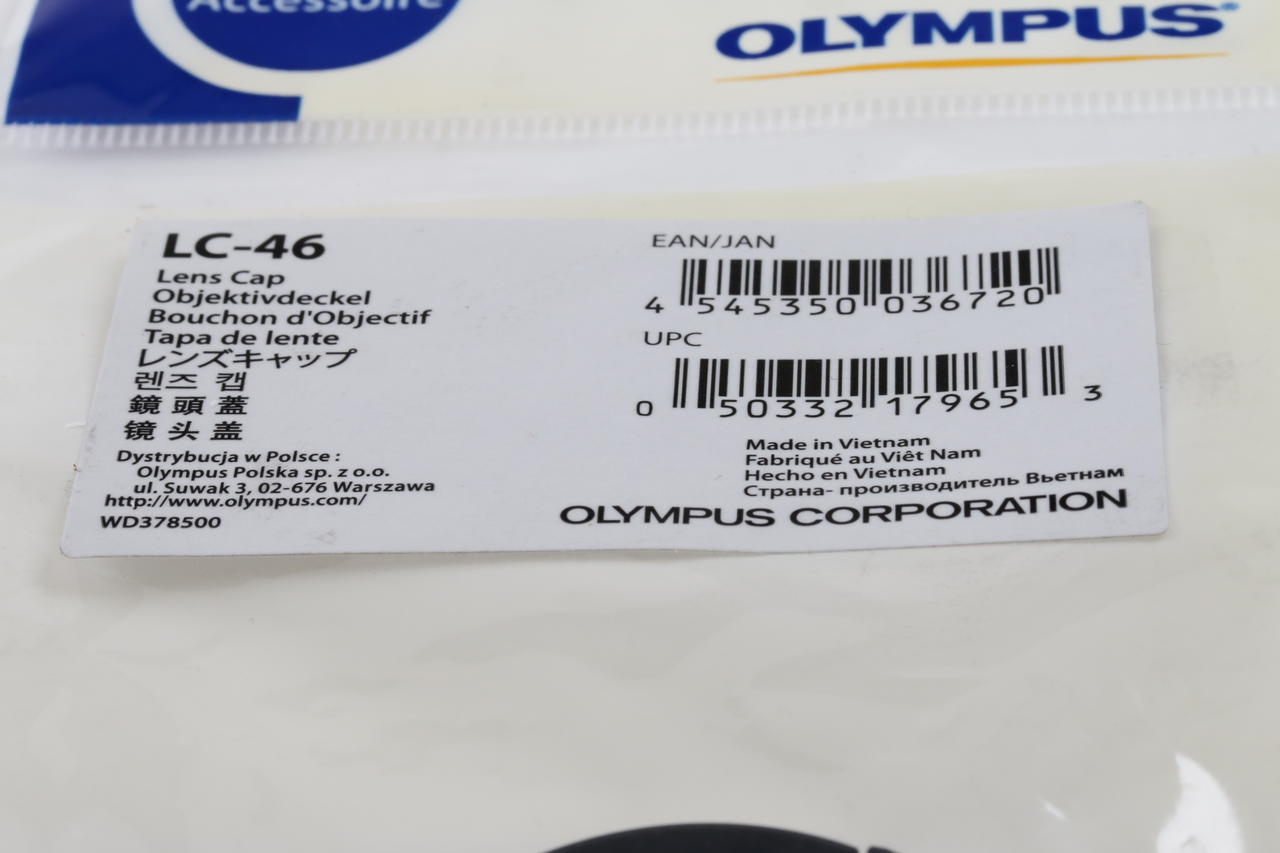 Accessoire
OLYMPUS®
LC-46
Lens Cap
Objektivdeckel
Bouchon d'Objectif
Tapa de lente
レンズキャップ
렌즈 캡
鏡 頭 蓋
镜 头 盖
Dystrybucja w Polsce :
Olympus Polska sp. z o.o.
ul. Suwak 3, 02-676 Warszawa
http://www.olympus.com/
WD378500
EAN/JAN
4 545350 036720
UPC
0 50332 17965 3
Made in Vietnam
Fabriqué au Viêt Nam
Hecho en Vietnam
Страна- производитель Вьетнам
OLYMPUS CORPORATION